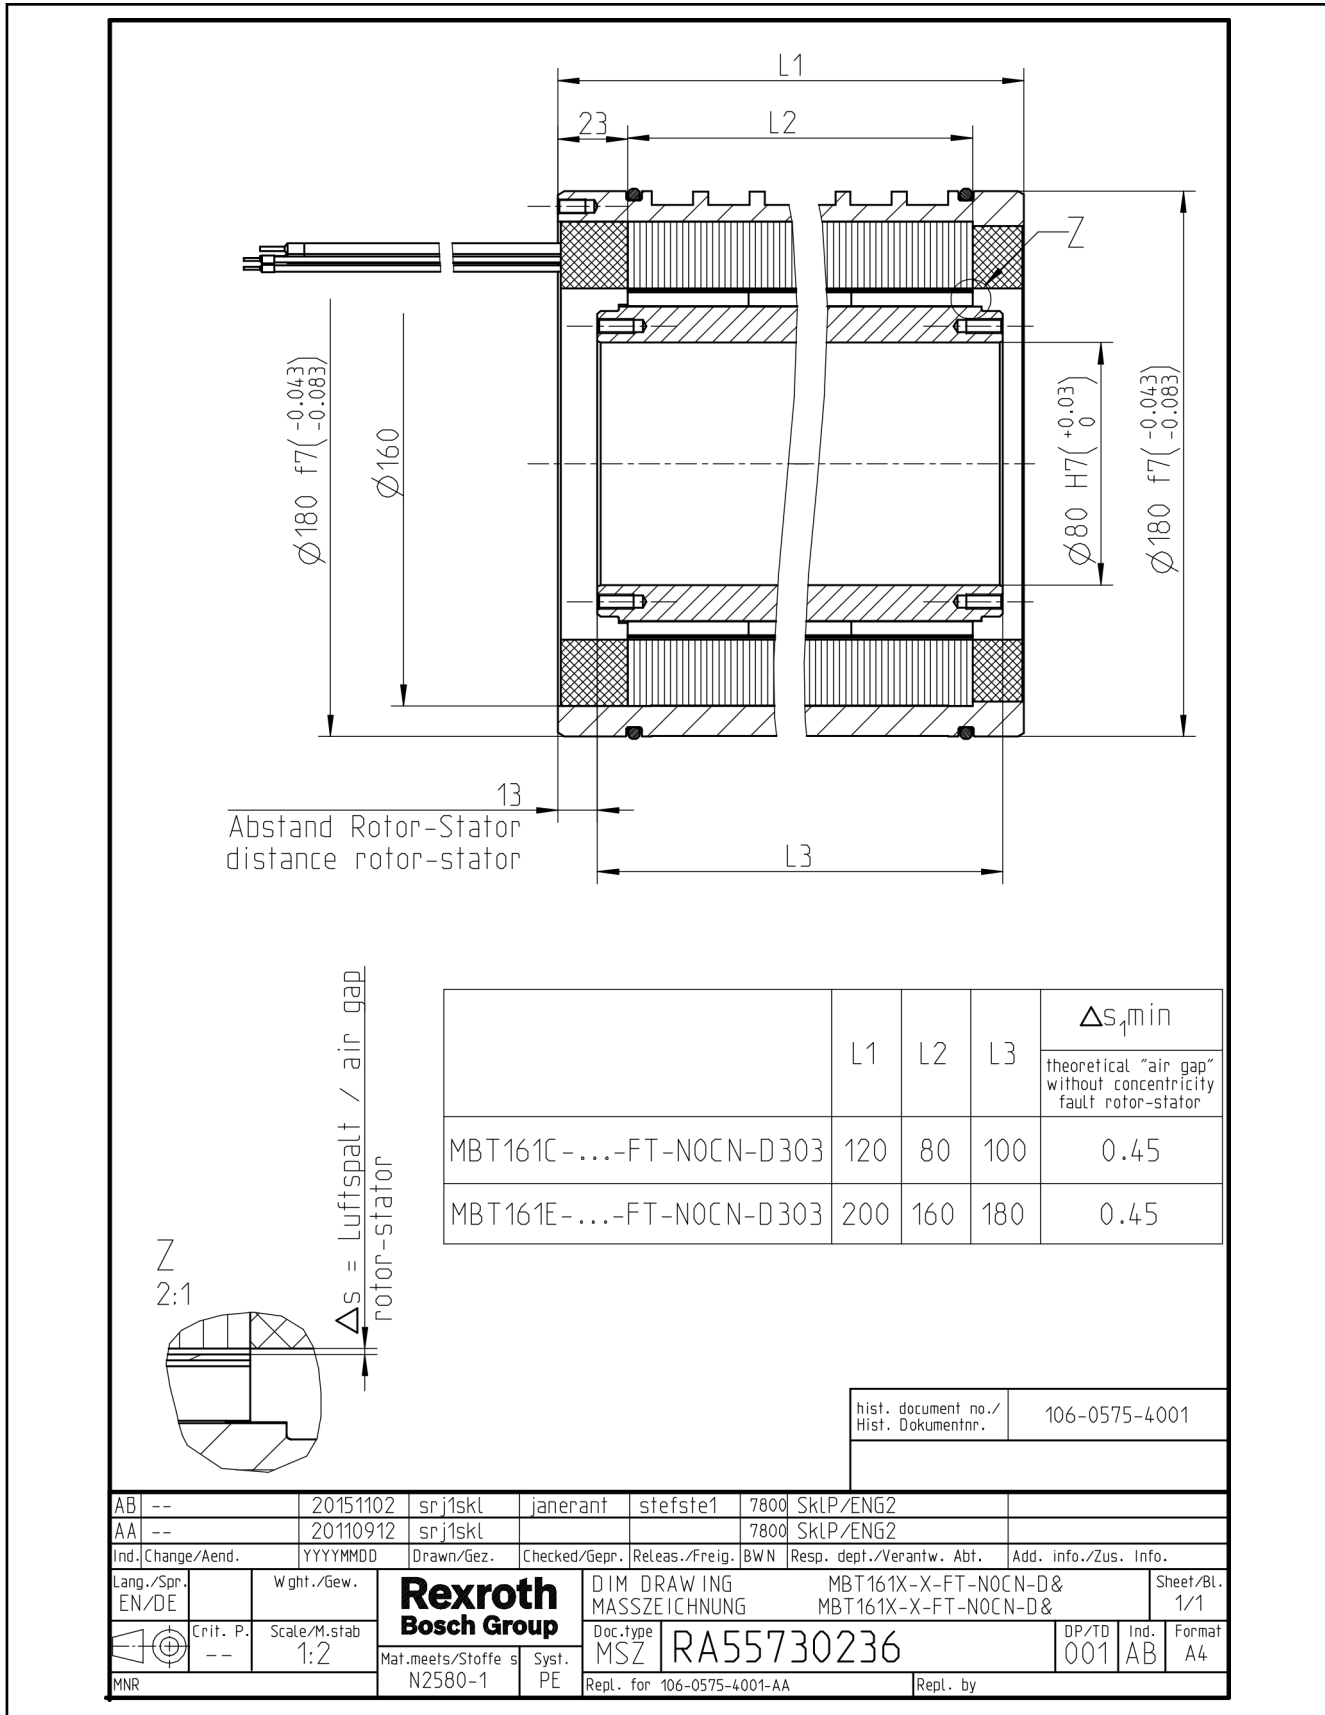 L1
23
L2
Z
Ø180 f7(-0.043 -0.083)
Ø160
Ø80 H7(+0.03 0)
Ø180 f7(-0.043 -0.083)
13
Abstand Rotor-Stator
distance rotor-stator
L3
△s = Luftspalt / air gap
rotor-stator
L1 L2 L3 △s₁min
theoretical "air gap"
without concentricity
fault rotor-stator
MBT161C-...-FT-N0CN-D303 120 80 100 0.45
MBT161E-...-FT-N0CN-D303 200 160 180 0.45
Z
2:1
hist. document no./
Hist. Dokumentnr.
106-0575-4001
AB -- 20151102 srj1skl janerant stefste1 7800 SklP/ENG2
AA -- 20110912 srj1skl 7800 SklP/ENG2
Ind. Change/Aend. YYYYMMDD Drawn/Gez. Checked/Gepr. Releas./Freig. BWN Resp. dept./Verantw. Abt. Add. info./Zus. Info.
Lang./Spr.
EN/DE
Wght./Gew.
Rexroth
Bosch Group
DIM DRAWING MBT161X-X-FT-N0CN-D&
MASSZEICHNUNG MBT161X-X-FT-N0CN-D&
Sheet/Bl.
1/1
Crit. P.
--
Scale/M.stab
1:2
Mat.meets/Stoffe s
N2580-1
Syst.
PE
Doc.type
MSZ
RA55730236
DP/TD
001
Ind.
AB
Format
A4
MNR
Repl. for 106-0575-4001-AA
Repl. by